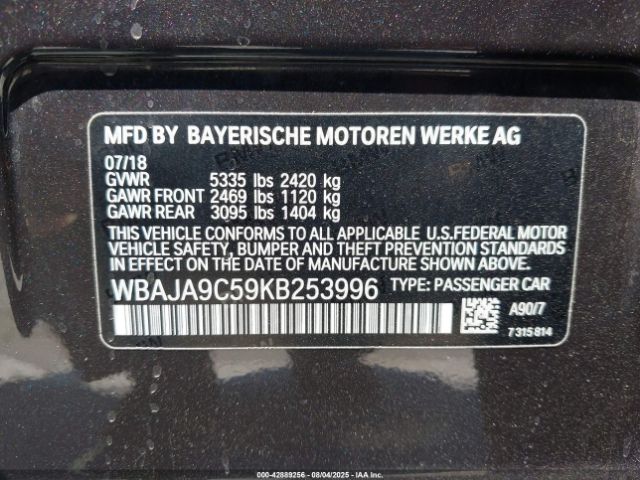 MFD BY BAYERISCHE MOTOREN WERKE AG
07/18
GVWR 5335 lbs 2420 kg
GAWR FRONT 2469 lbs 1120 kg
GAWR REAR 3095 lbs 1404 kg
THIS VEHICLE CONFORMS TO ALL APPLICABLE U.S.FEDERAL MOTOR
VEHICLE SAFETY, BUMPER AND THEFT PREVENTION STANDARDS
IN EFFECT ON THE DATE OF MANUFACTURE SHOWN ABOVE.
WBAJA9C59KB253996 TYPE: PASSENGER CAR
A90/7
7315814
000-42889256 - 08/04/2025 - IAA Inc.